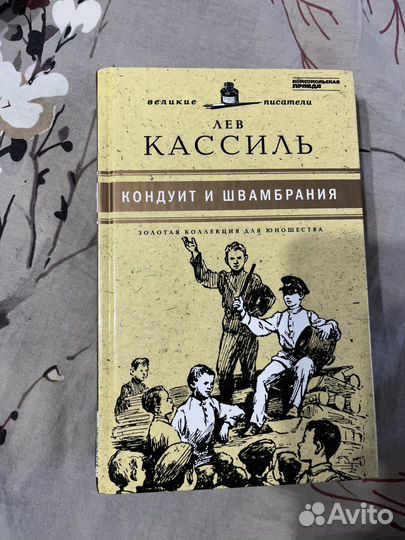 КОМСОМОЛЬСКАЯ
ПРАВДА
великие писатели
ЛЕВ
КАССИЛЬ
КОНДУИТ И ШВАМБРАНИЯ
ЗОЛОТАЯ КОЛЛЕКЦИЯ ДЛЯ ЮНОШЕСТВА
Avito